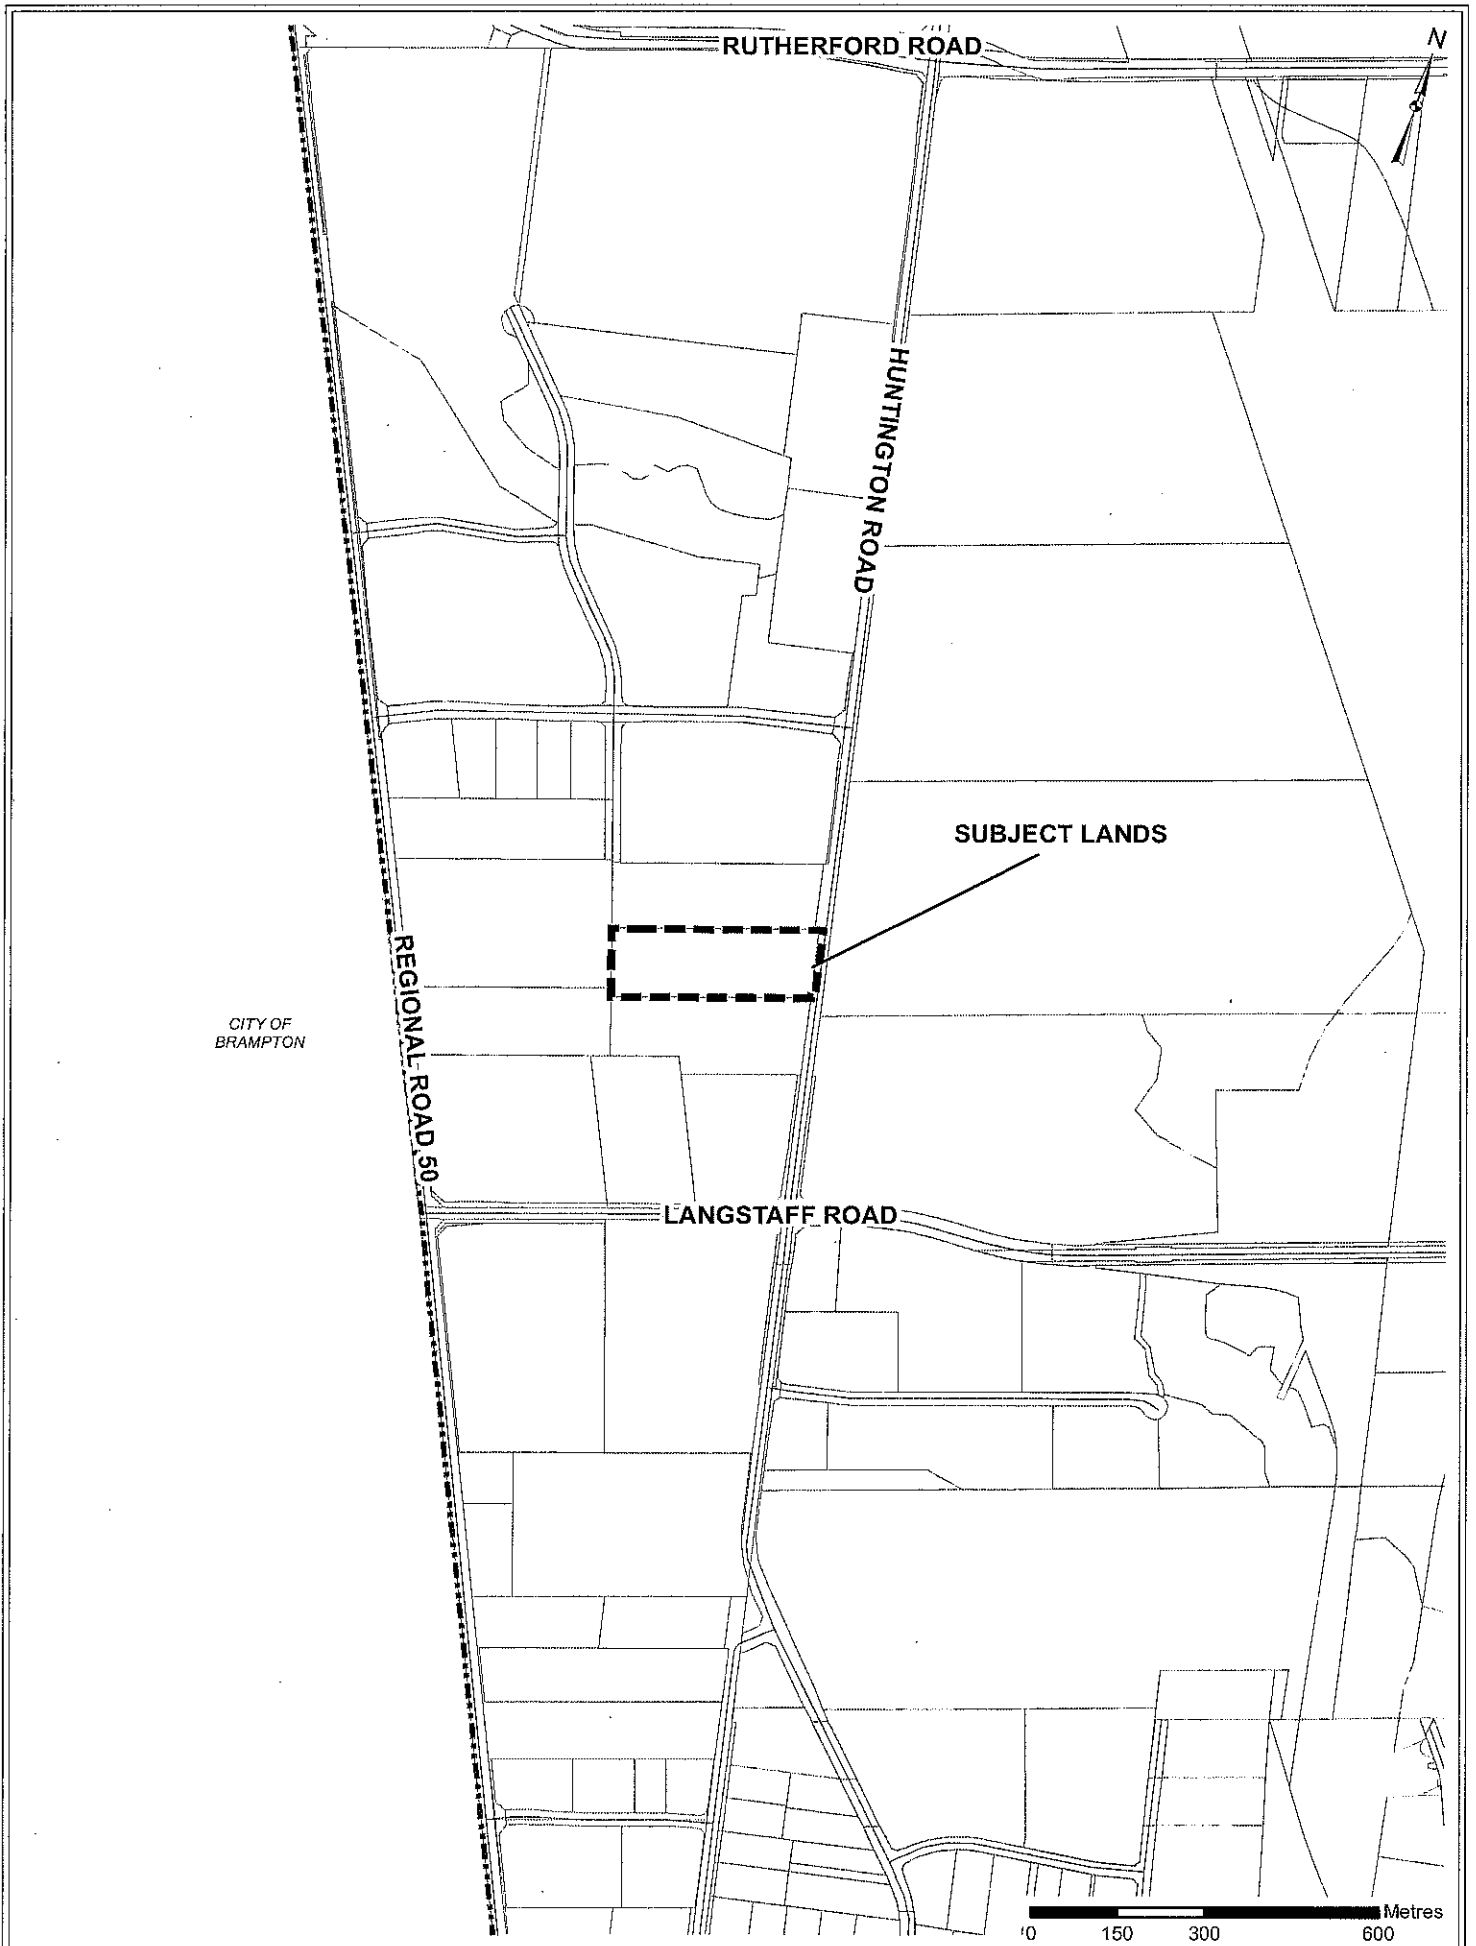 RUTHERFORD ROAD
N
HUNTINGTON ROAD
SUBJECT LANDS
REGIONAL ROAD 50
CITY OF
BRAMPTON
LANGSTAFF ROAD
Metres
0 150 300 600